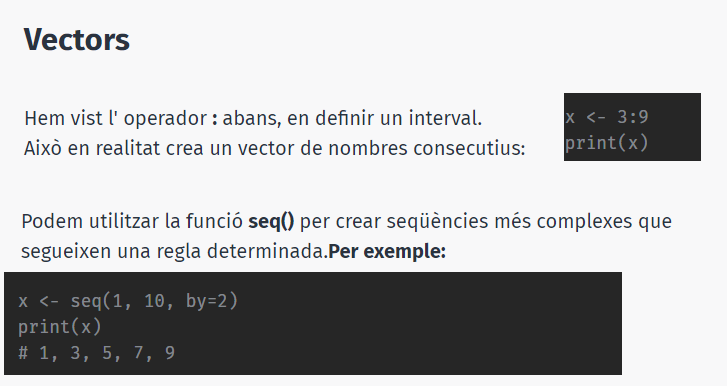 Vectors
Hem vist l' operador : abans, en definir un interval.
Això en realitat crea un vector de nombres consecutius:
x <- 3:9
print(x)
Podem utilitzar la funció seq() per crear seqüències més complexes que
segueixen una regla determinada.Per exemple:
x <- seq(1, 10, by=2)
print(x)
# 1, 3, 5, 7, 9